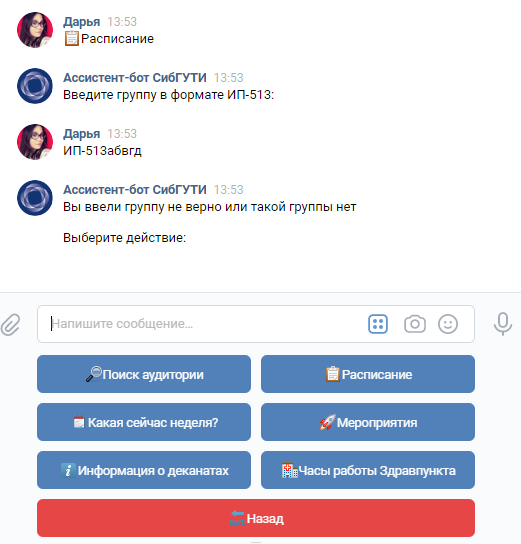 Дарья 13:53
📋Расписание
Ассистент-бот СибГУТИ 13:53
Введите группу в формате ИП-513:
Дарья 13:53
ИП-513абвгд
Ассистент-бот СибГУТИ 13:53
Вы ввели группу не верно или такой группы нет
Выберите действие:
Напишите сообщение...
🔎Поиск аудитории
📋Расписание
📅Какая сейчас неделя?
🚀Мероприятия
ℹ️Информация о деканатах
🏥Часы работы Здравпункта
🔙Назад